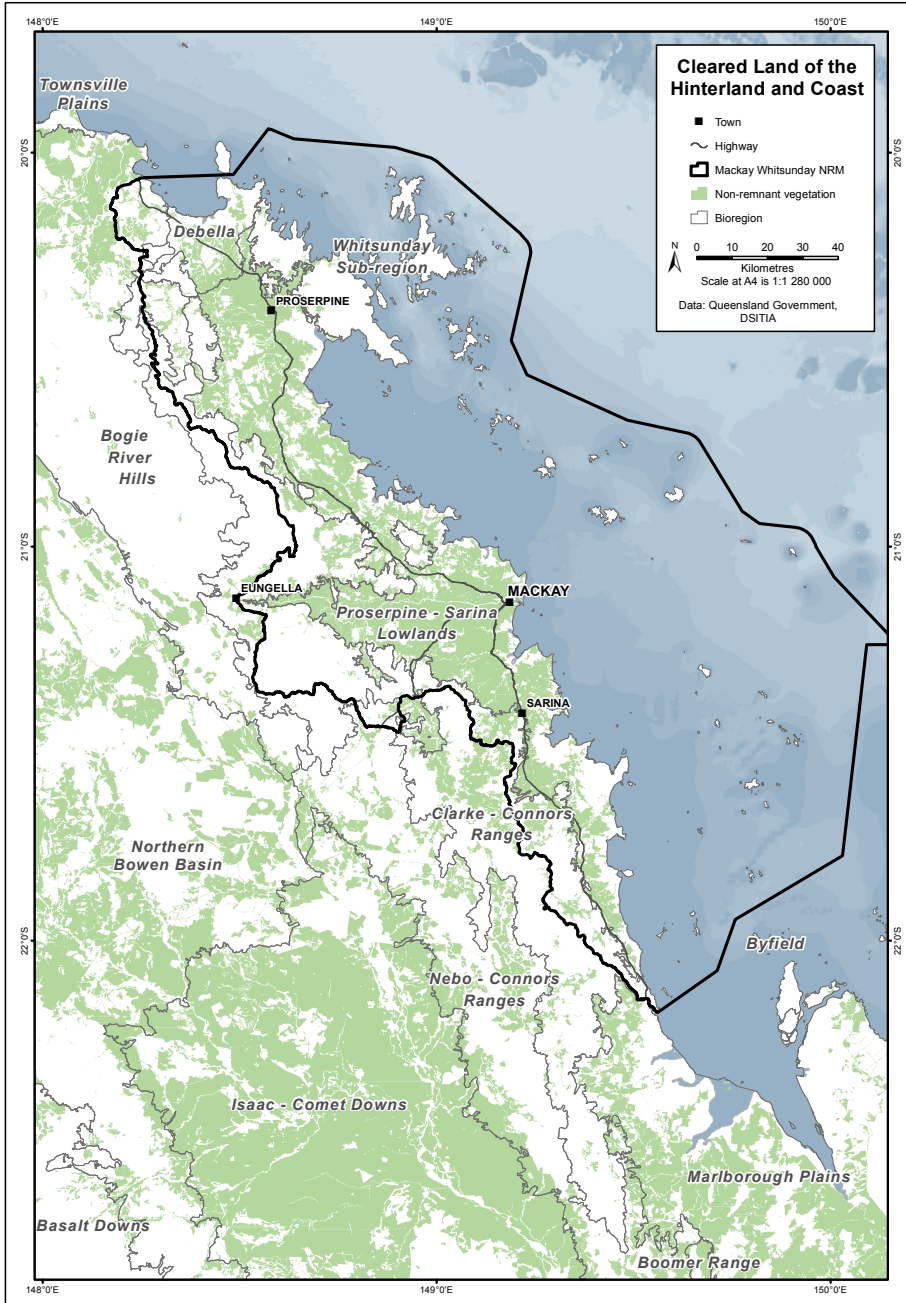 148°0'E
149°0'E
150°0'E
Cleared Land of the
Hinterland and Coast
Town
Highway
Mackay Whitsunday NRM
Non-remnant vegetation
Bioregion
N
0 10 20 30 40
Kilometres
Scale at A4 is 1:1 280 000
Data: Queensland Government,
DSITIA
Townsville
Plains
20°0'S
20°0'S
Debella
Whitsunday
Sub-region
PROSERPINE
Bogie
River
Hills
21°0'S
21°0'S
EUNGELLA
MACKAY
Proserpine - Sarina
Lowlands
SARINA
Clarke - Connors
Ranges
Northern
Bowen Basin
22°0'S
22°0'S
Byfield
Nebo - Connors
Ranges
Isaac - Comet Downs
Marlborough Plains
Basalt Downs
Boomer Range
148°0'E
149°0'E
150°0'E